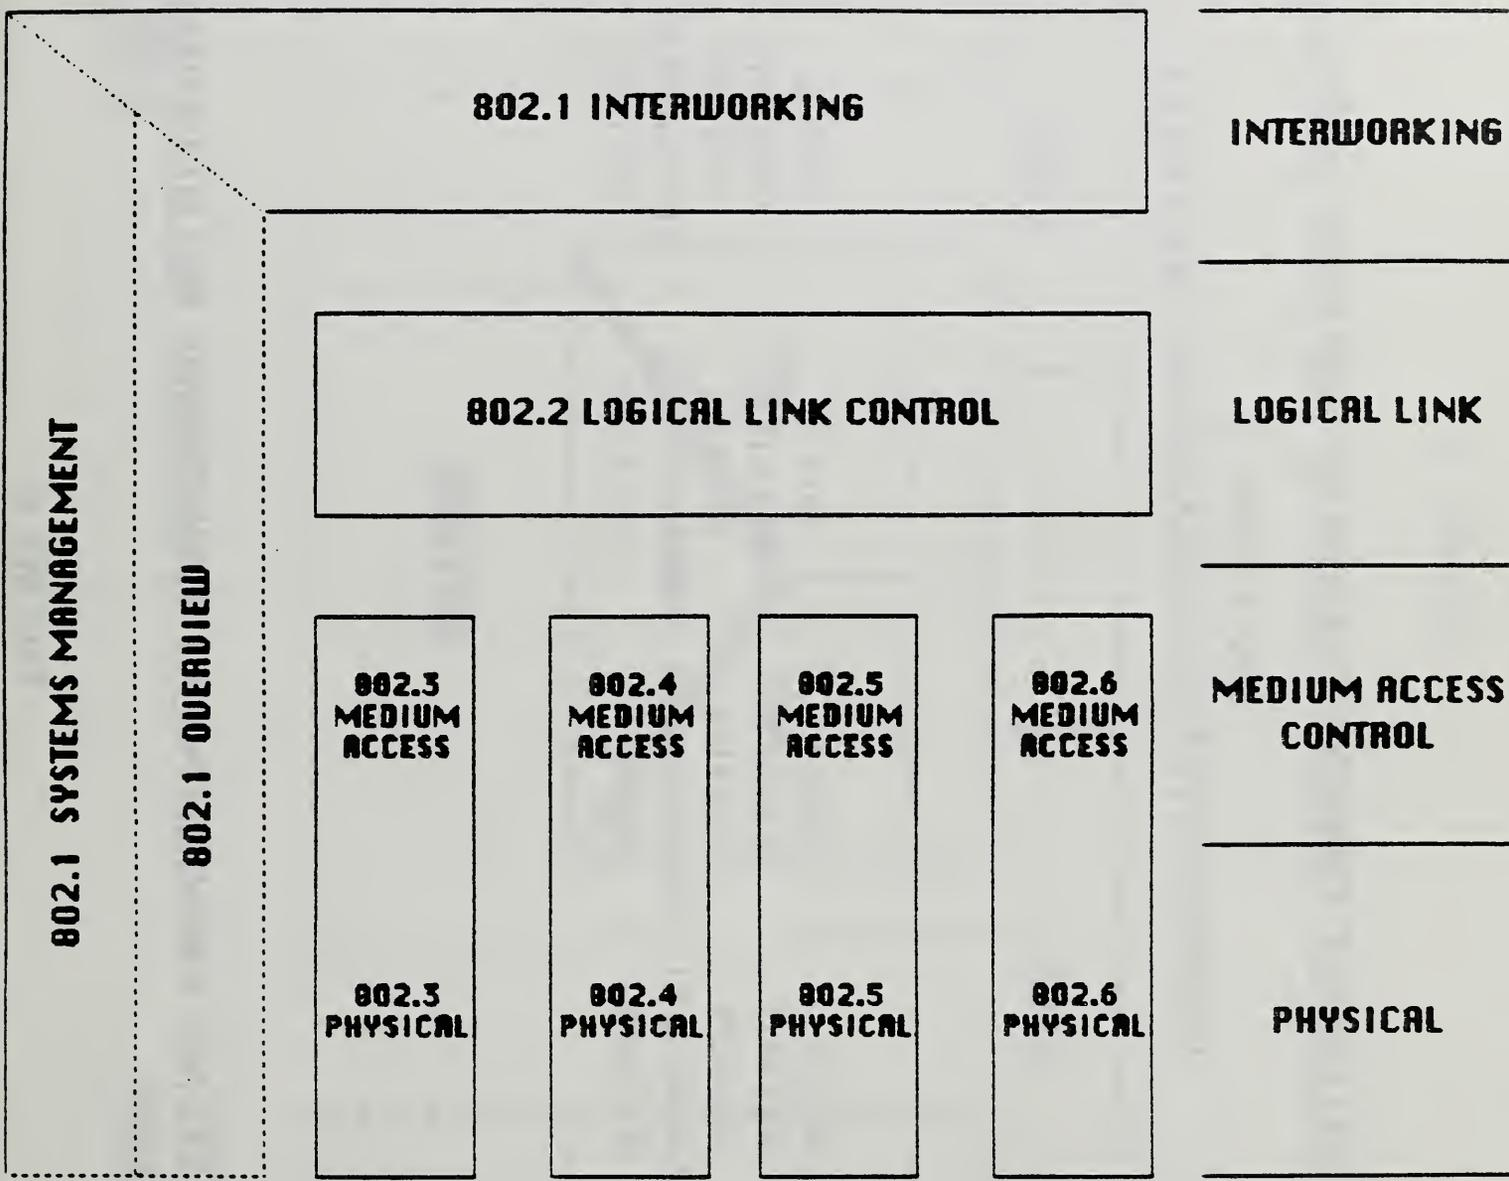 802.1 INTERWORKING
INTERWORKING
802.2 LOGICAL LINK CONTROL
LOGICAL LINK
802.1 SYSTEMS MANAGEMENT
802.1 OVERVIEW
802.3
MEDIUM
ACCESS
802.4
MEDIUM
ACCESS
802.5
MEDIUM
ACCESS
802.6
MEDIUM
ACCESS
MEDIUM ACCESS
CONTROL
802.3
PHYSICAL
802.4
PHYSICAL
802.5
PHYSICAL
802.6
PHYSICAL
PHYSICAL